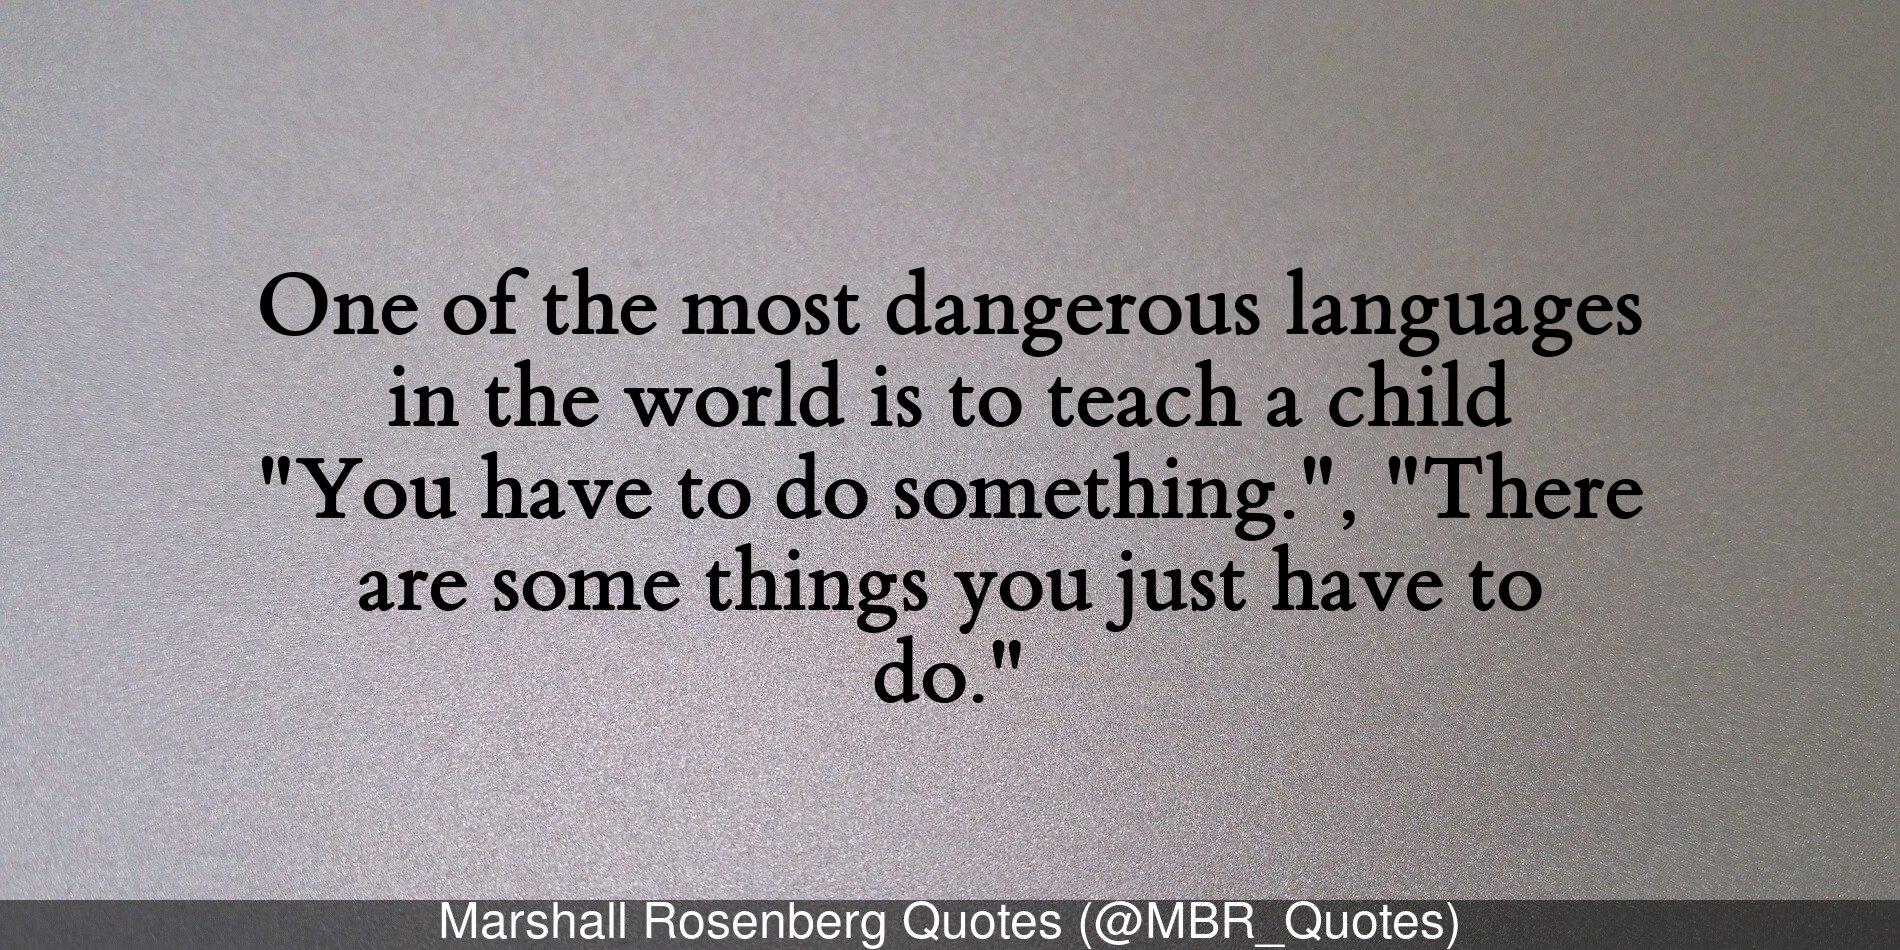 One of the most dangerous languages
in the world is to teach a child
"You have to do something.", "There
are some things you just have to
do."
Marshall Rosenberg Quotes (@MBR_Quotes)